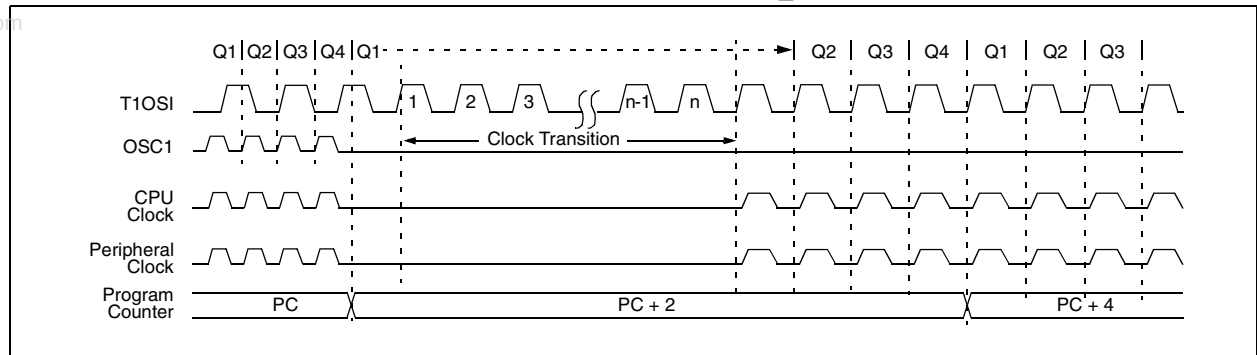 om
Q1 Q2 Q3 Q4 Q1 Q2 Q3 Q4 Q1 Q2 Q3
T1OSI 1 2 3 n-1 n
Clock Transition
OSC1
CPU
Clock
Peripheral
Clock
Program
Counter
PC PC + 2 PC + 4